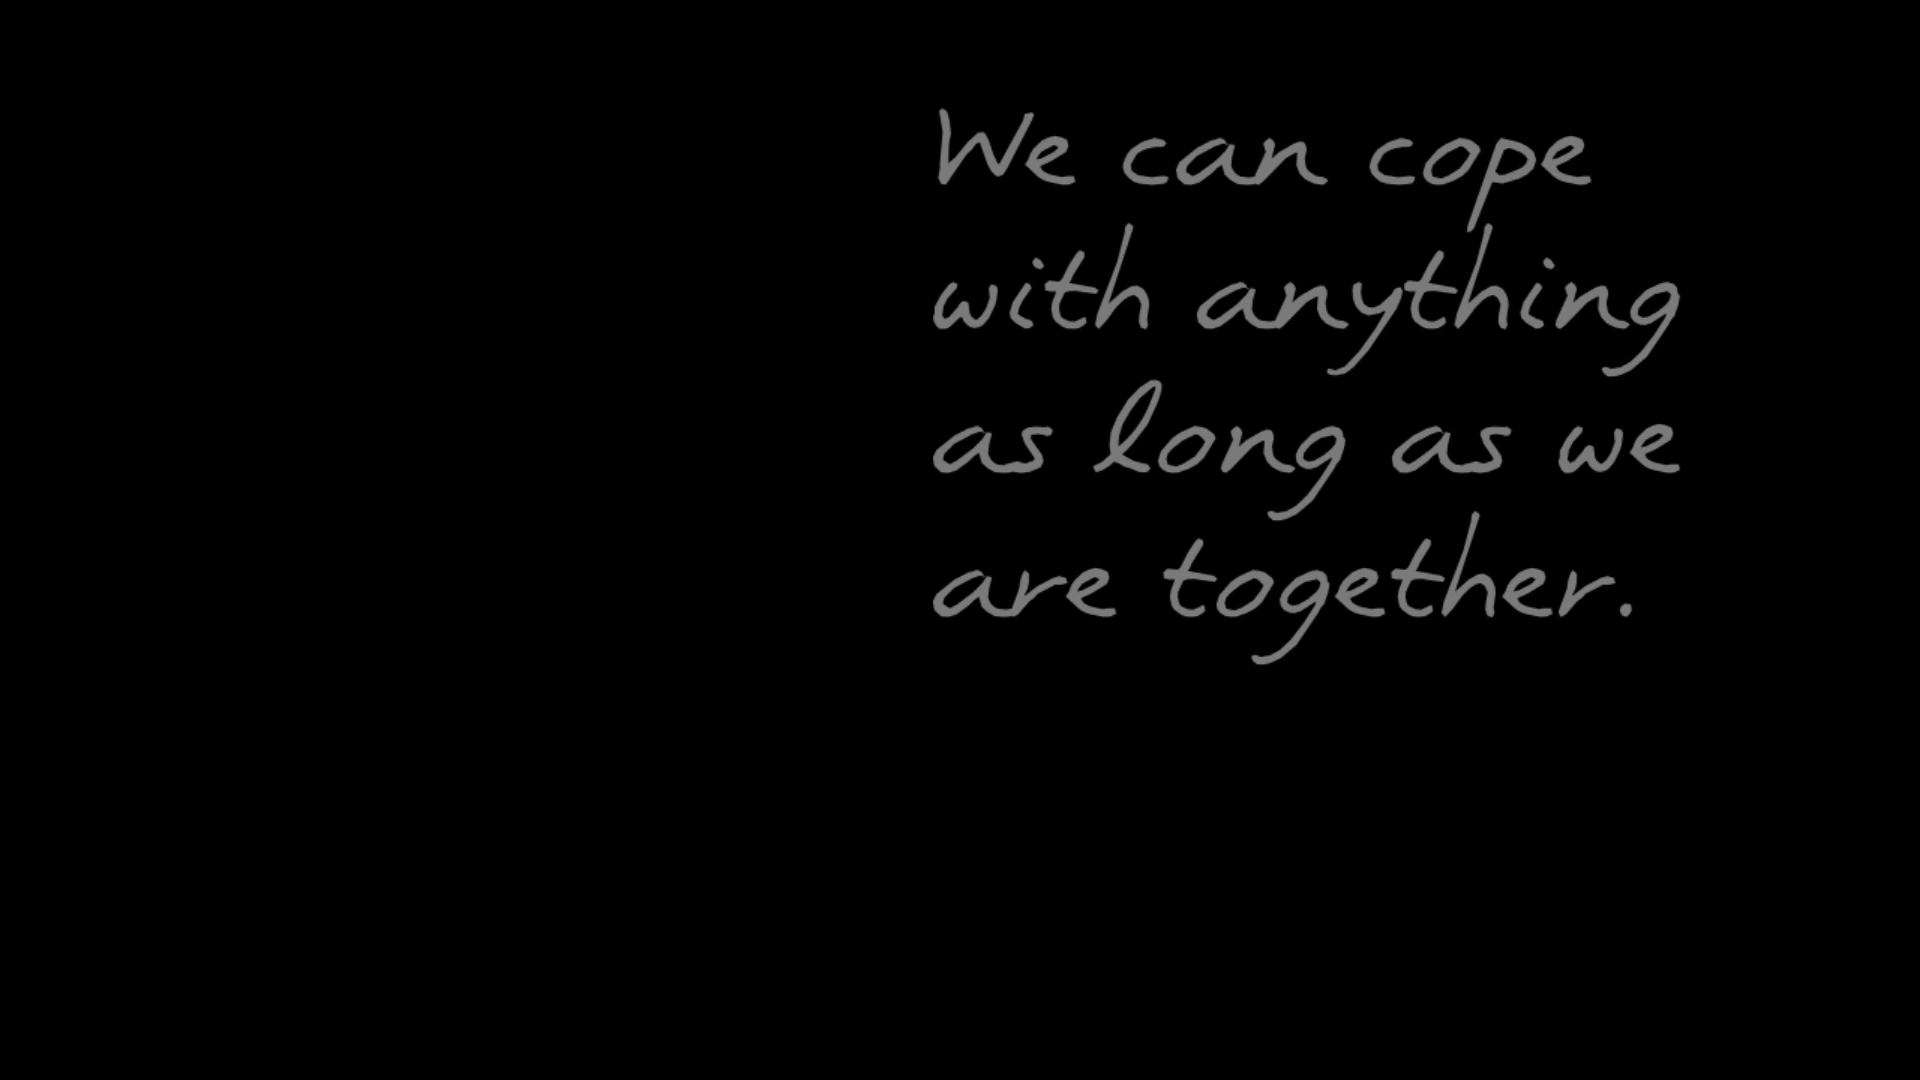 We can cope
with anything
as long as we
are together.